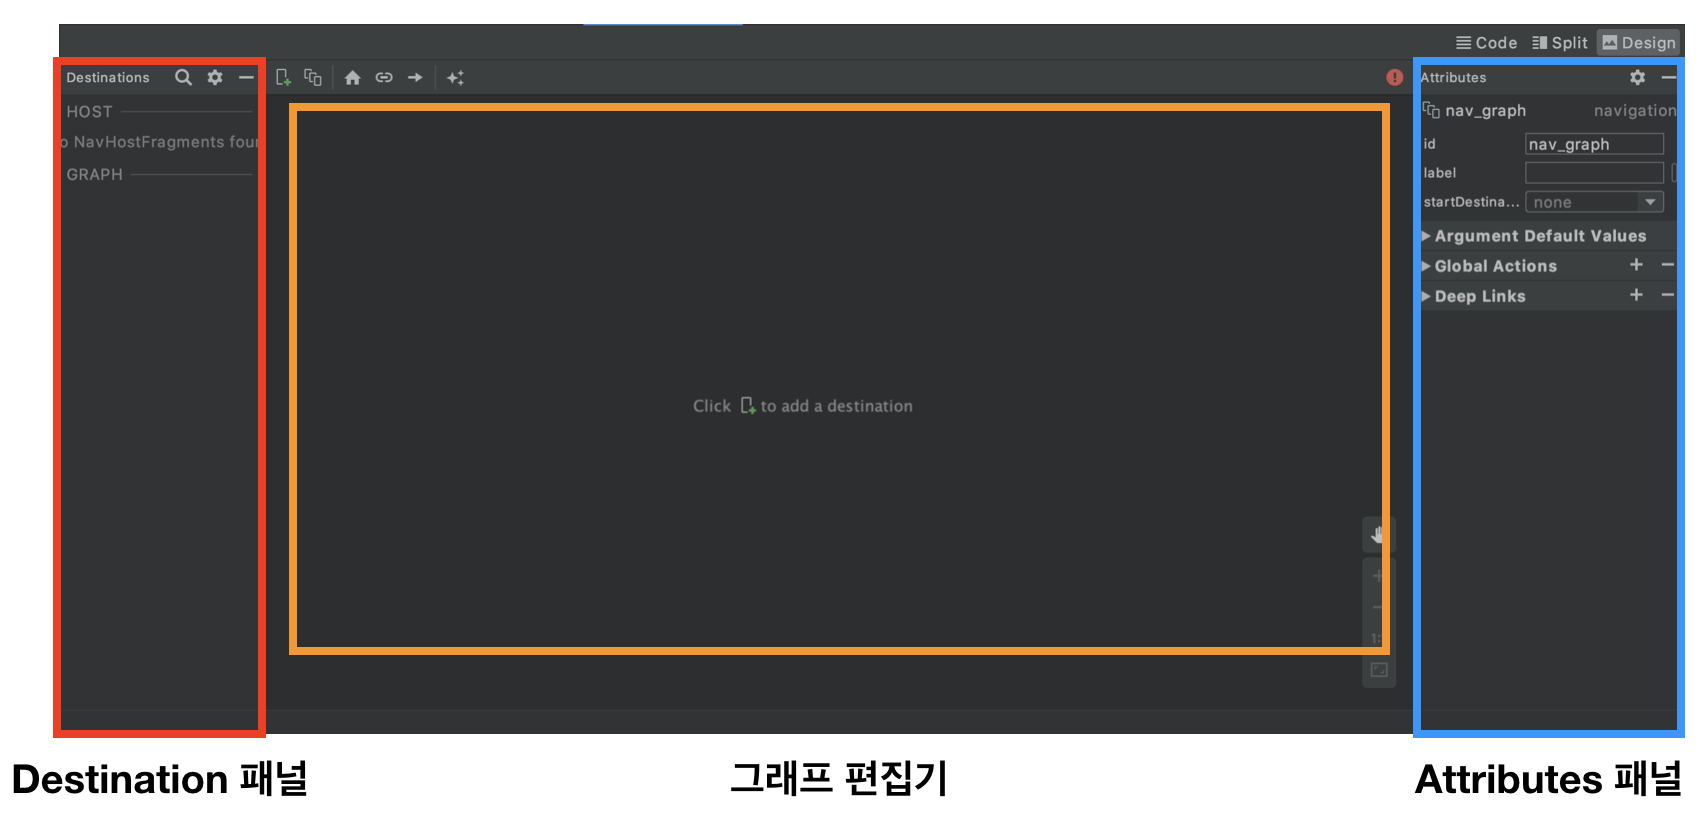 Code Split Design
Destinations
HOST
o NavHostFragments four
GRAPH
Click to add a destination
1:
Attributes
nav_graph navigation
id nav_graph
label
startDestina... none
Argument Default Values
Global Actions
Deep Links
Destination 패널
그래프 편집기
Attributes 패널